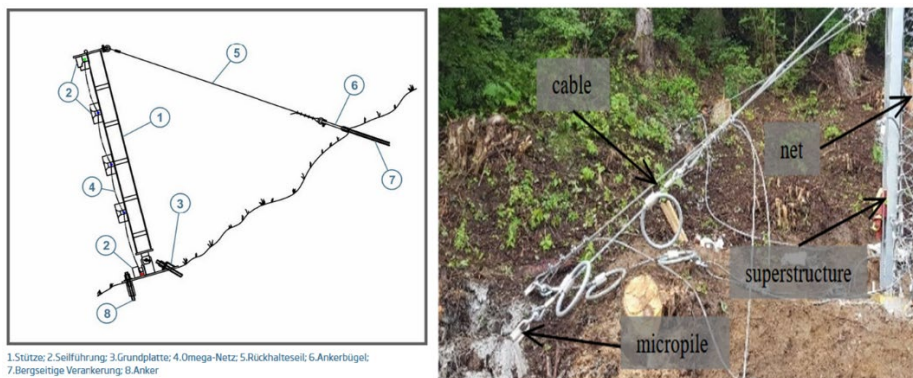 5
2
6
1
7
4
3
2
8
1.Stütze; 2.Seilführung; 3.Grundplatte; 4.Omega-Netz; 5.Rückhalteseil; 6.Ankerbügel;
7.Bergseitige Verankerung; 8.Anker
cable
net
superstructure
micropile